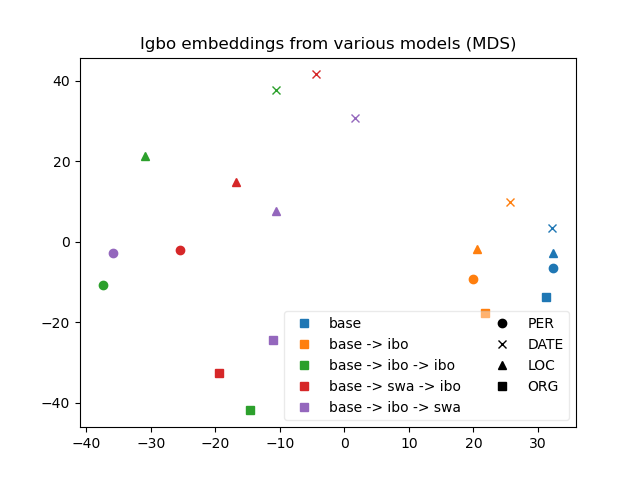 Igbo embeddings from various models (MDS)
40
20
0
−20
−40
−40
−30
−20
−10
0
10
20
30
base
base -> ibo
base -> ibo -> ibo
base -> swa -> ibo
base -> ibo -> swa
PER
DATE
LOC
ORG